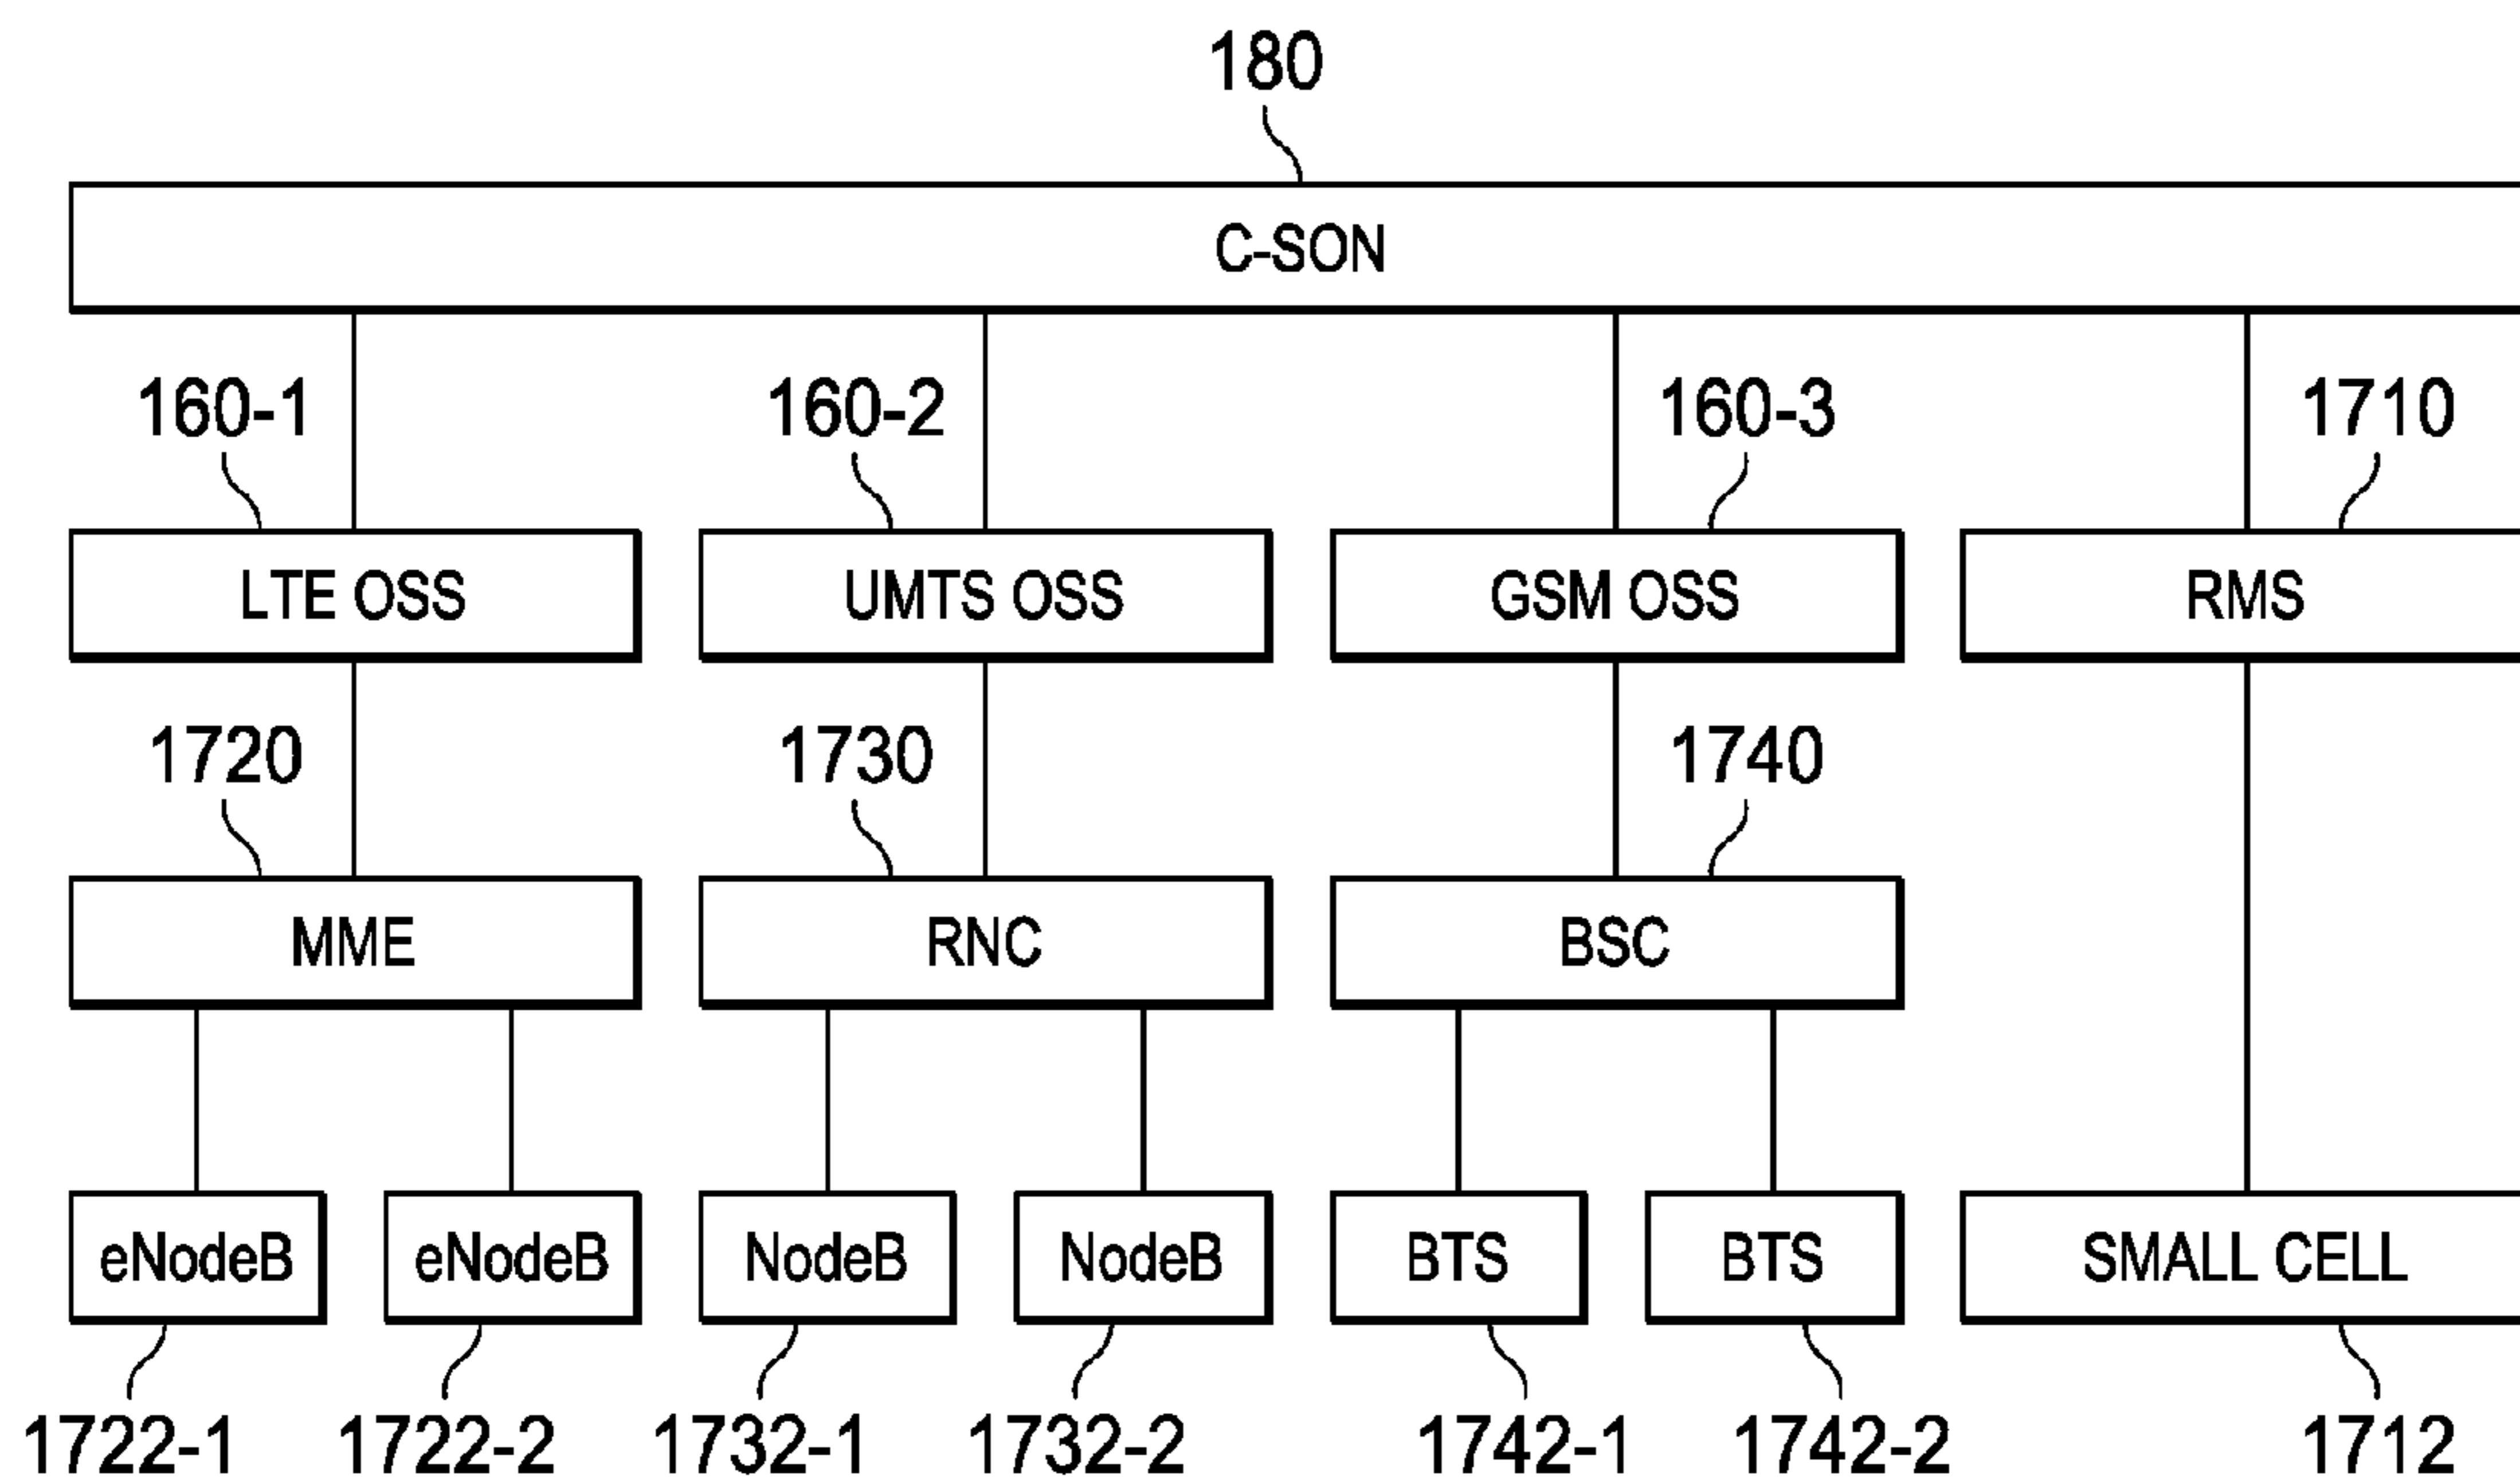 180
C-SON
160-1 160-2 160-3 1710
LTE OSS UMTS OSS GSM OSS RMS
1720 1730 1740
MME RNC BSC
eNodeB eNodeB NodeB NodeB BTS BTS SMALL CELL
1722-1 1722-2 1732-1 1732-2 1742-1 1742-2 1712